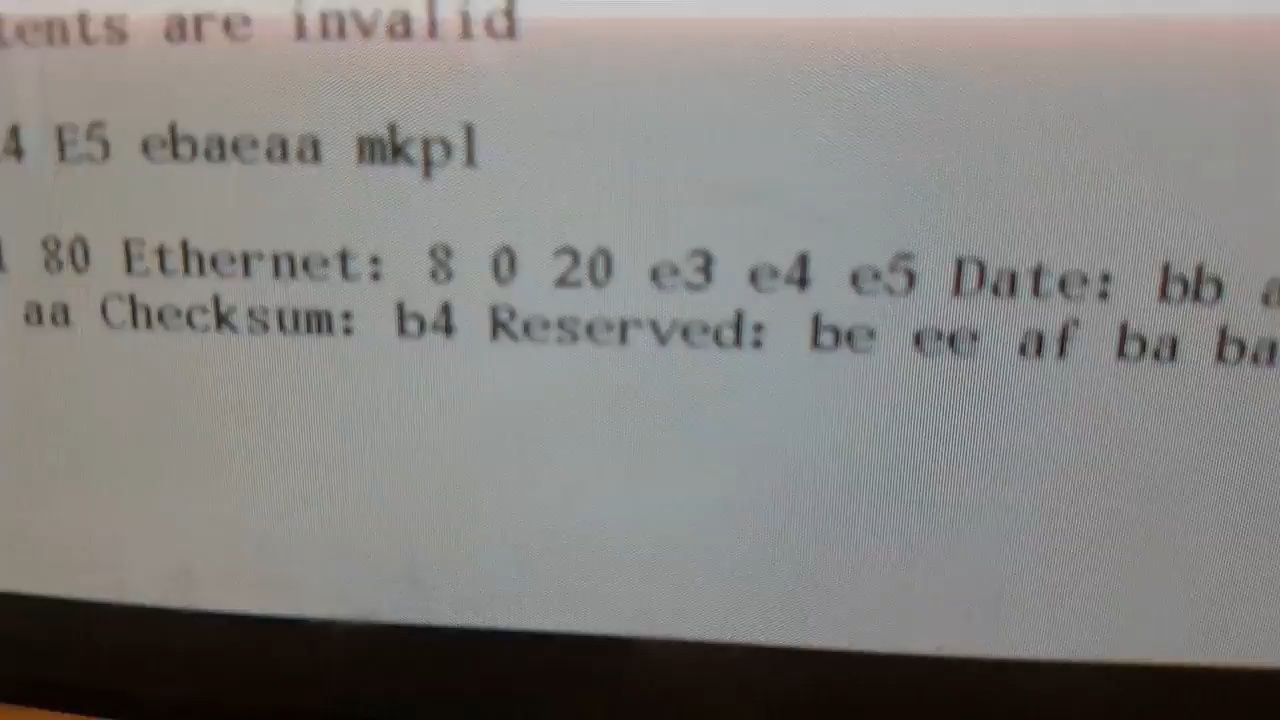 are invalid
4 E5 ebaeaa mkpl
80 Ethernet: 8 0 20 e3 e4 e5 Date: bb
aa Checksum: b4 Reserved: be ee af ba ba